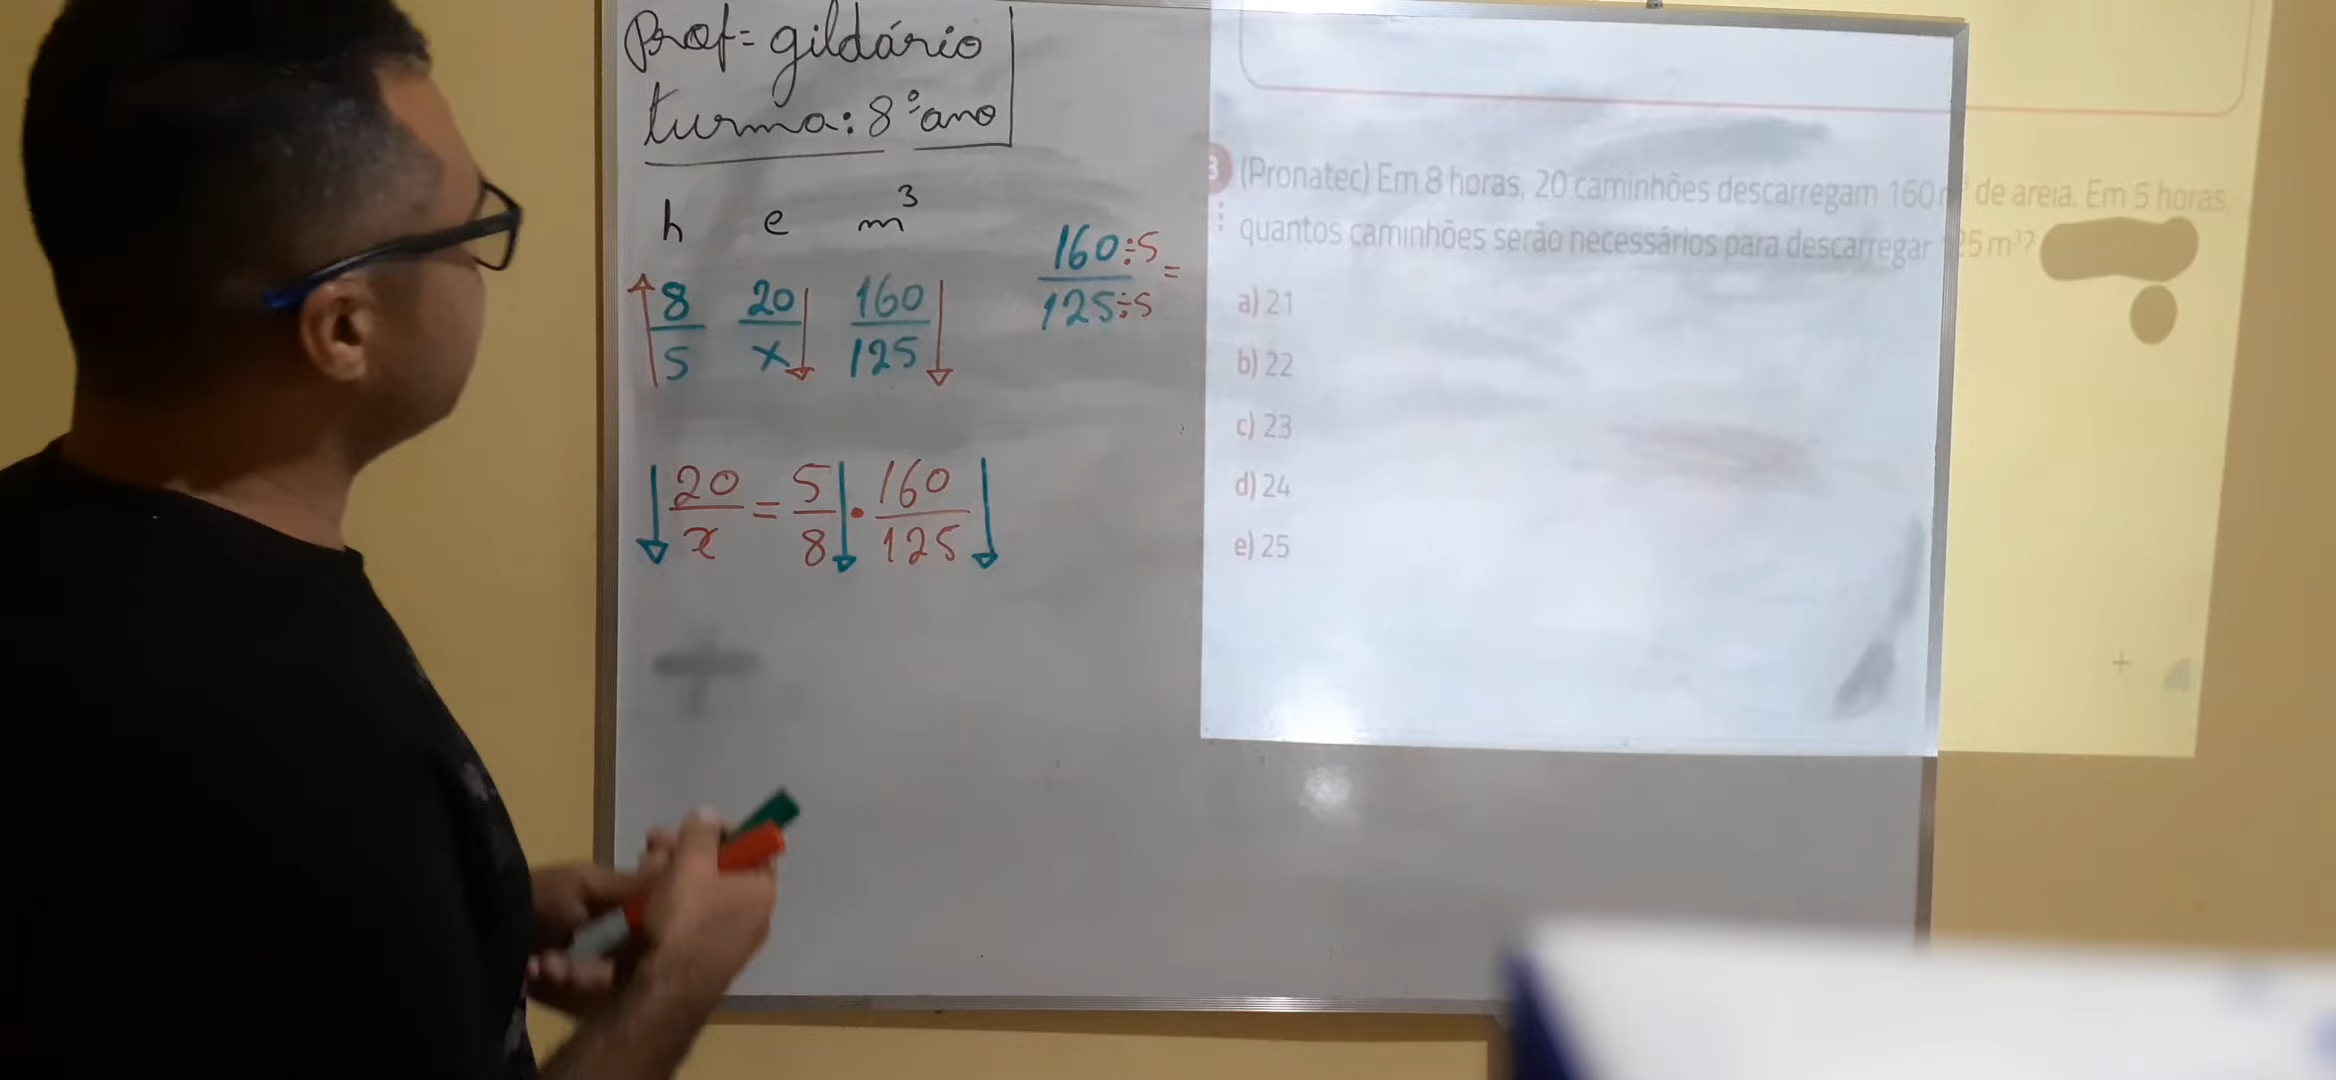 Prof= gildário
turma: 8º ano
h e m³
8 20 160
5 x 125
160÷5 =
125÷5
20 = 5 . 160
x 8 125
3 (Pronatec) Em 8 horas, 20 caminhões descarregam 160 m³ de areia. Em 5 horas,
quantos caminhões serão necessários para descarregar 125 m³?
a) 21
b) 22
c) 23
d) 24
e) 25